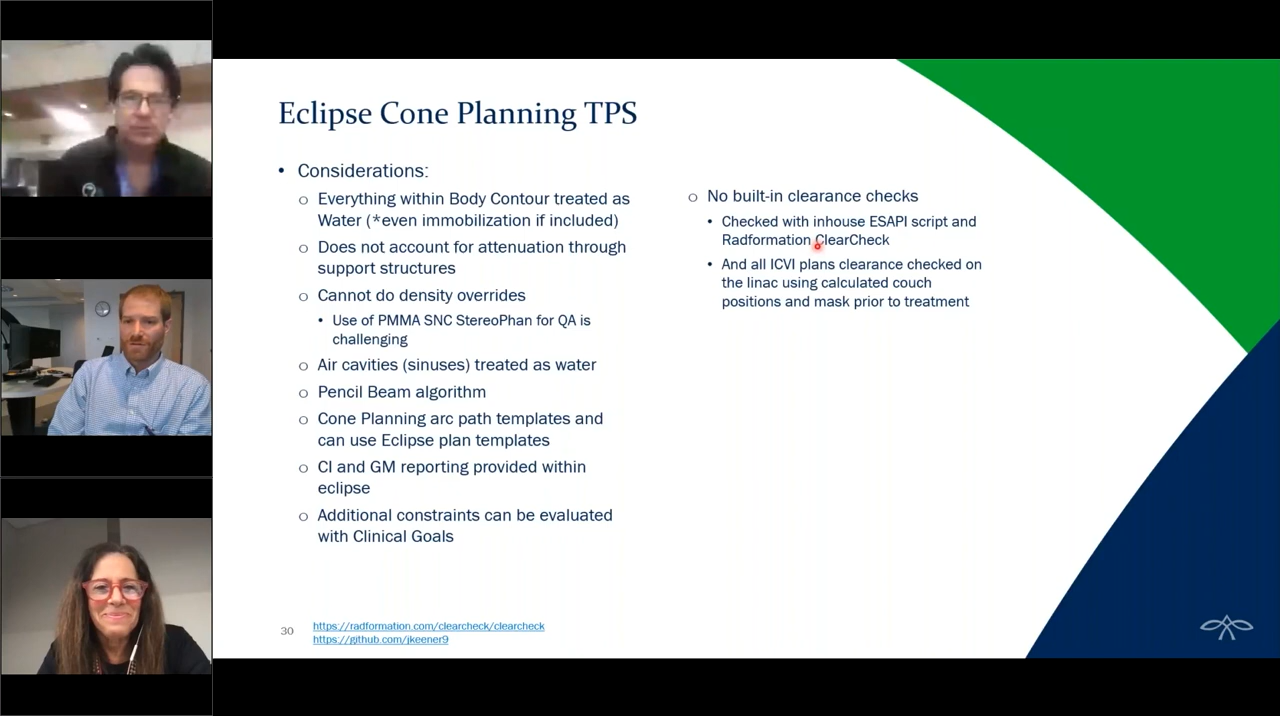 Eclipse Cone Planning TPS
• Considerations:
o Everything within Body Contour treated as
Water (*even immobilization if included)
o Does not account for attenuation through
support structures
o Cannot do density overrides
• Use of PMMA SNC StereoPhan for QA is
challenging
o Air cavities (sinuses) treated as water
o Pencil Beam algorithm
o Cone Planning arc path templates and
can use Eclipse plan templates
o CI and GM reporting provided within
eclipse
o Additional constraints can be evaluated
with Clinical Goals
o No built-in clearance checks
• Checked with inhouse ESAPI script and
Radformation ClearCheck
• And all ICVI plans clearance checked on
the linac using calculated couch
positions and mask prior to treatment
30
https://radformation.com/clearcheck/clearcheck
https://github.com/jkeener9